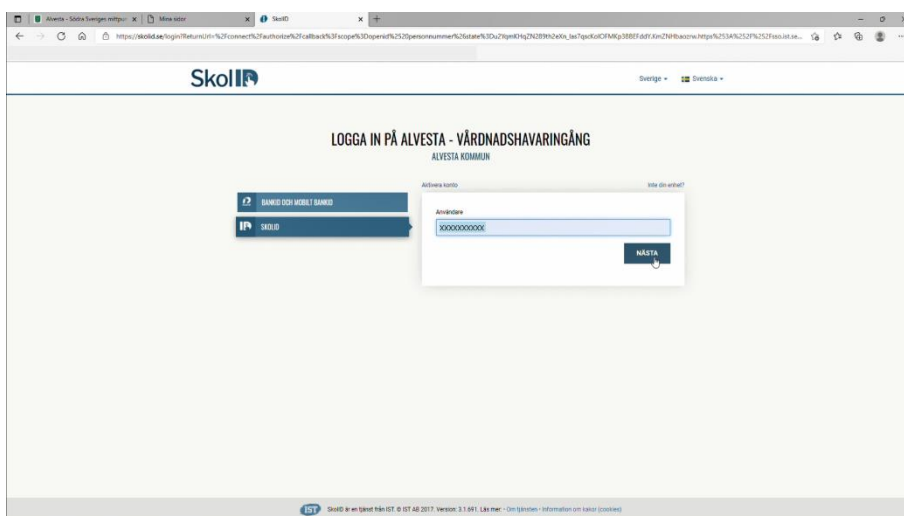 Alvesta - Södra Sveriges mittpun
Mina sidor
SkolID
SkolID
Sverige
Svenska
LOGGA IN PÅ ALVESTA - VÅRDNADSHAVARINGÅNG
ALVESTA KOMMUN
Aktivera konto
Inte din enhet?
BANKID OCH MOBILT BANKID
SKOLID
Användare
XXXXXXXXXX
NÄSTA
IST
SkolID är en tjänst från IST. © IST AB 2017. Version: 3.1.691. Läs mer: - Om tjänsten - Information om kakor (cookies)